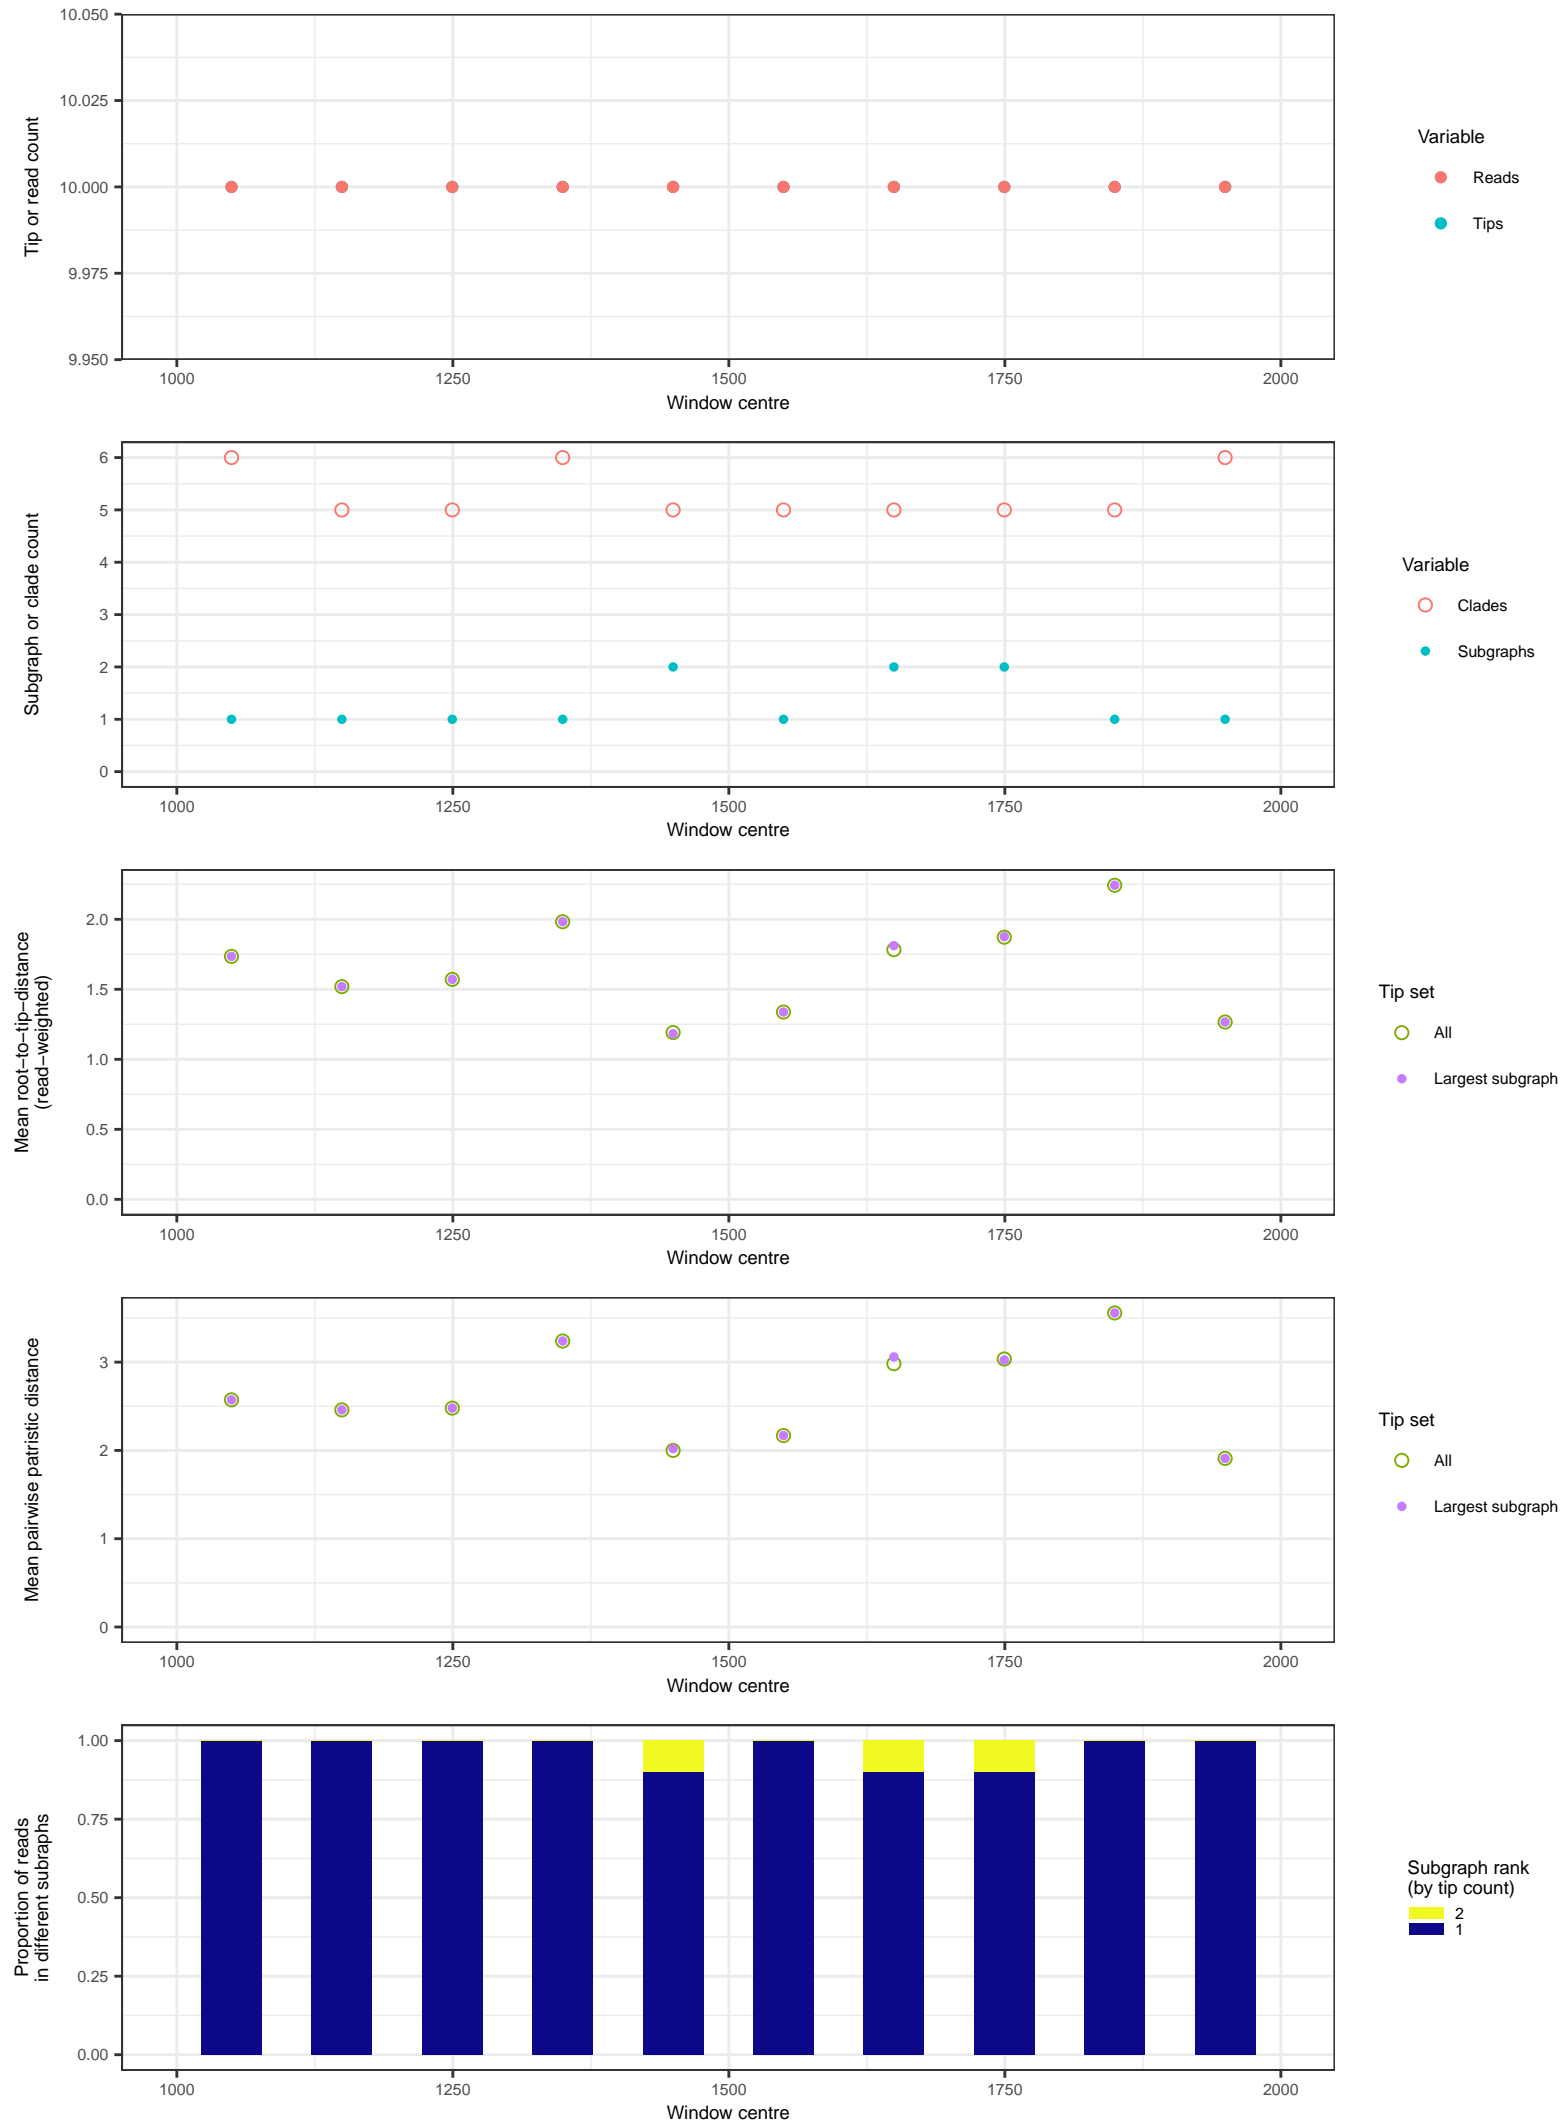 10.050
10.025
10.000
9.975
9.950
Tip or read count
1000 1250 1500 1750 2000
Window centre
Variable
Reads
Tips
6
5
4
3
2
1
0
Subgraph or clade count
1000 1250 1500 1750 2000
Window centre
Variable
Clades
Subgraphs
2.0
1.5
1.0
0.5
0.0
Mean root−to−tip−distance
(read−weighted)
1000 1250 1500 1750 2000
Window centre
Tip set
All
Largest subgraph
3
2
1
0
Mean pairwise patristic distance
1000 1250 1500 1750 2000
Window centre
Tip set
All
Largest subgraph
1.00
0.75
0.50
0.25
0.00
Proportion of reads
in different subraphs
1000 1250 1500 1750 2000
Window centre
Subgraph rank
(by tip count)
2
1